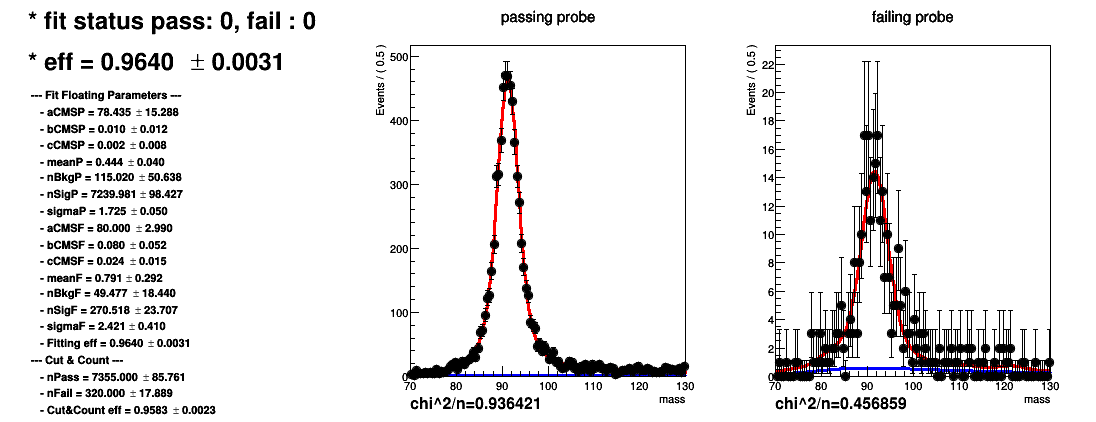 * fit status pass: 0, fail : 0
* eff = 0.9640 ± 0.0031
--- Fit Floating Parameters ---
- aCMSP = 78.435 ± 15.288
- bCMSP = 0.010 ± 0.012
- cCMSP = 0.002 ± 0.008
- meanP = 0.444 ± 0.040
- nBkgP = 115.020 ± 50.638
- nSigP = 7239.981 ± 98.427
- sigmaP = 1.725 ± 0.050
- aCMSF = 80.000 ± 2.990
- bCMSF = 0.080 ± 0.052
- cCMSF = 0.024 ± 0.015
- meanF = 0.791 ± 0.292
- nBkgF = 49.477 ± 18.440
- nSigF = 270.518 ± 23.707
- sigmaF = 2.421 ± 0.410
- Fitting eff = 0.9640 ± 0.0031
--- Cut & Count ---
- nPass = 7355.000 ± 85.761
- nFail = 320.000 ± 17.889
- Cut&Count eff = 0.9583 ± 0.0023
passing probe
Events / ( 0.5 )
500
400
300
200
100
0
70 80 90 100 110 120 130
mass
chi^2/n=0.936421
failing probe
Events / ( 0.5 )
22
20
18
16
14
12
10
8
6
4
2
0
70 80 90 100 110 120 130
mass
chi^2/n=0.456859